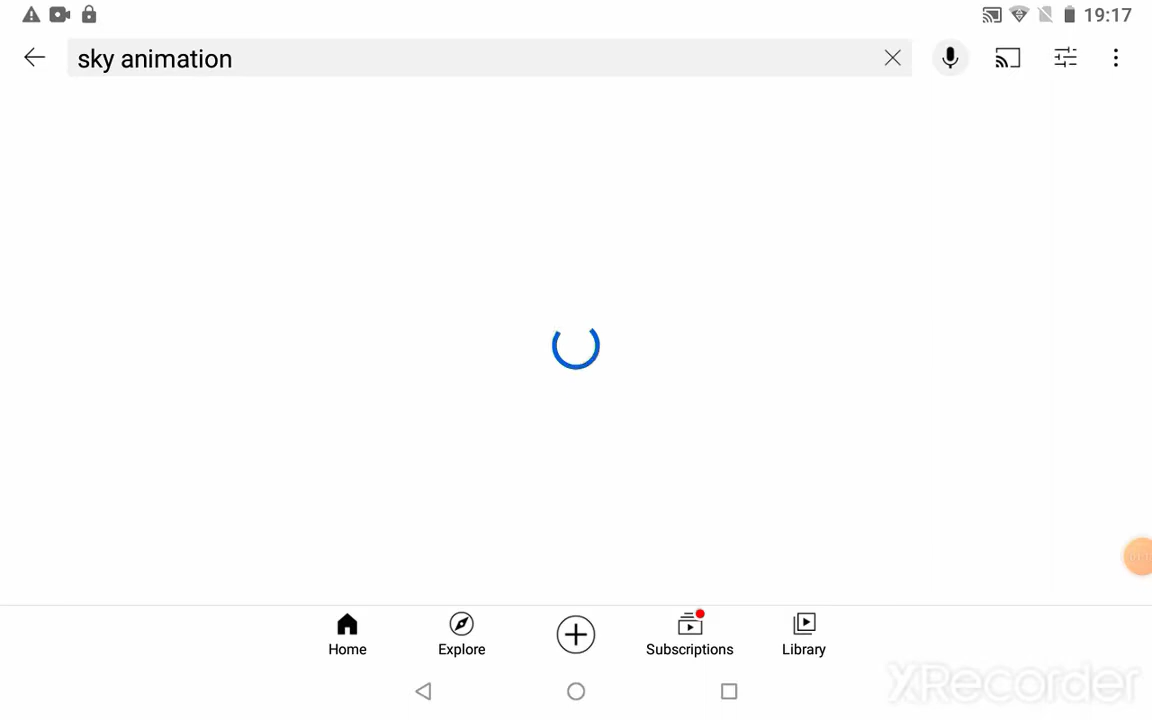 19:17
sky animation
Home
Explore
Subscriptions
Library
XRecorder